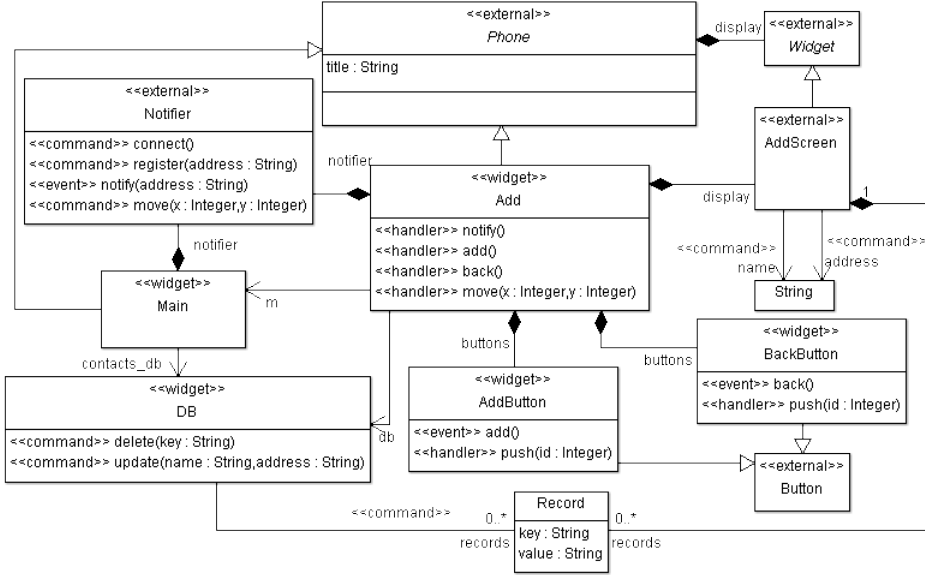 <<external>>
Phone
title : String
display
<<external>>
Widget
<<external>>
Notifier
<<command>> connect()
<<command>> register(address : String)
<<event>> notify(address : String)
<<command>> move(x : Integer,y : Integer)
notifier
<<widget>>
Add
<<handler>> notify()
<<handler>> add()
<<handler>> back()
<<handler>> move(x : Integer,y : Integer)
display
<<external>>
AddScreen
1
<<command>>
name
<<command>>
address
String
notifier
<<widget>>
Main
m
contacts_db
<<widget>>
DB
<<command>> delete(key : String)
<<command>> update(name : String,address : String)
db
buttons
<<widget>>
AddButton
<<event>> add()
<<handler>> push(id : Integer)
buttons
<<widget>>
BackButton
<<event>> back()
<<handler>> push(id : Integer)
<<external>>
Button
<<command>>
0..*
records
Record
key : String
value : String
0..*
records